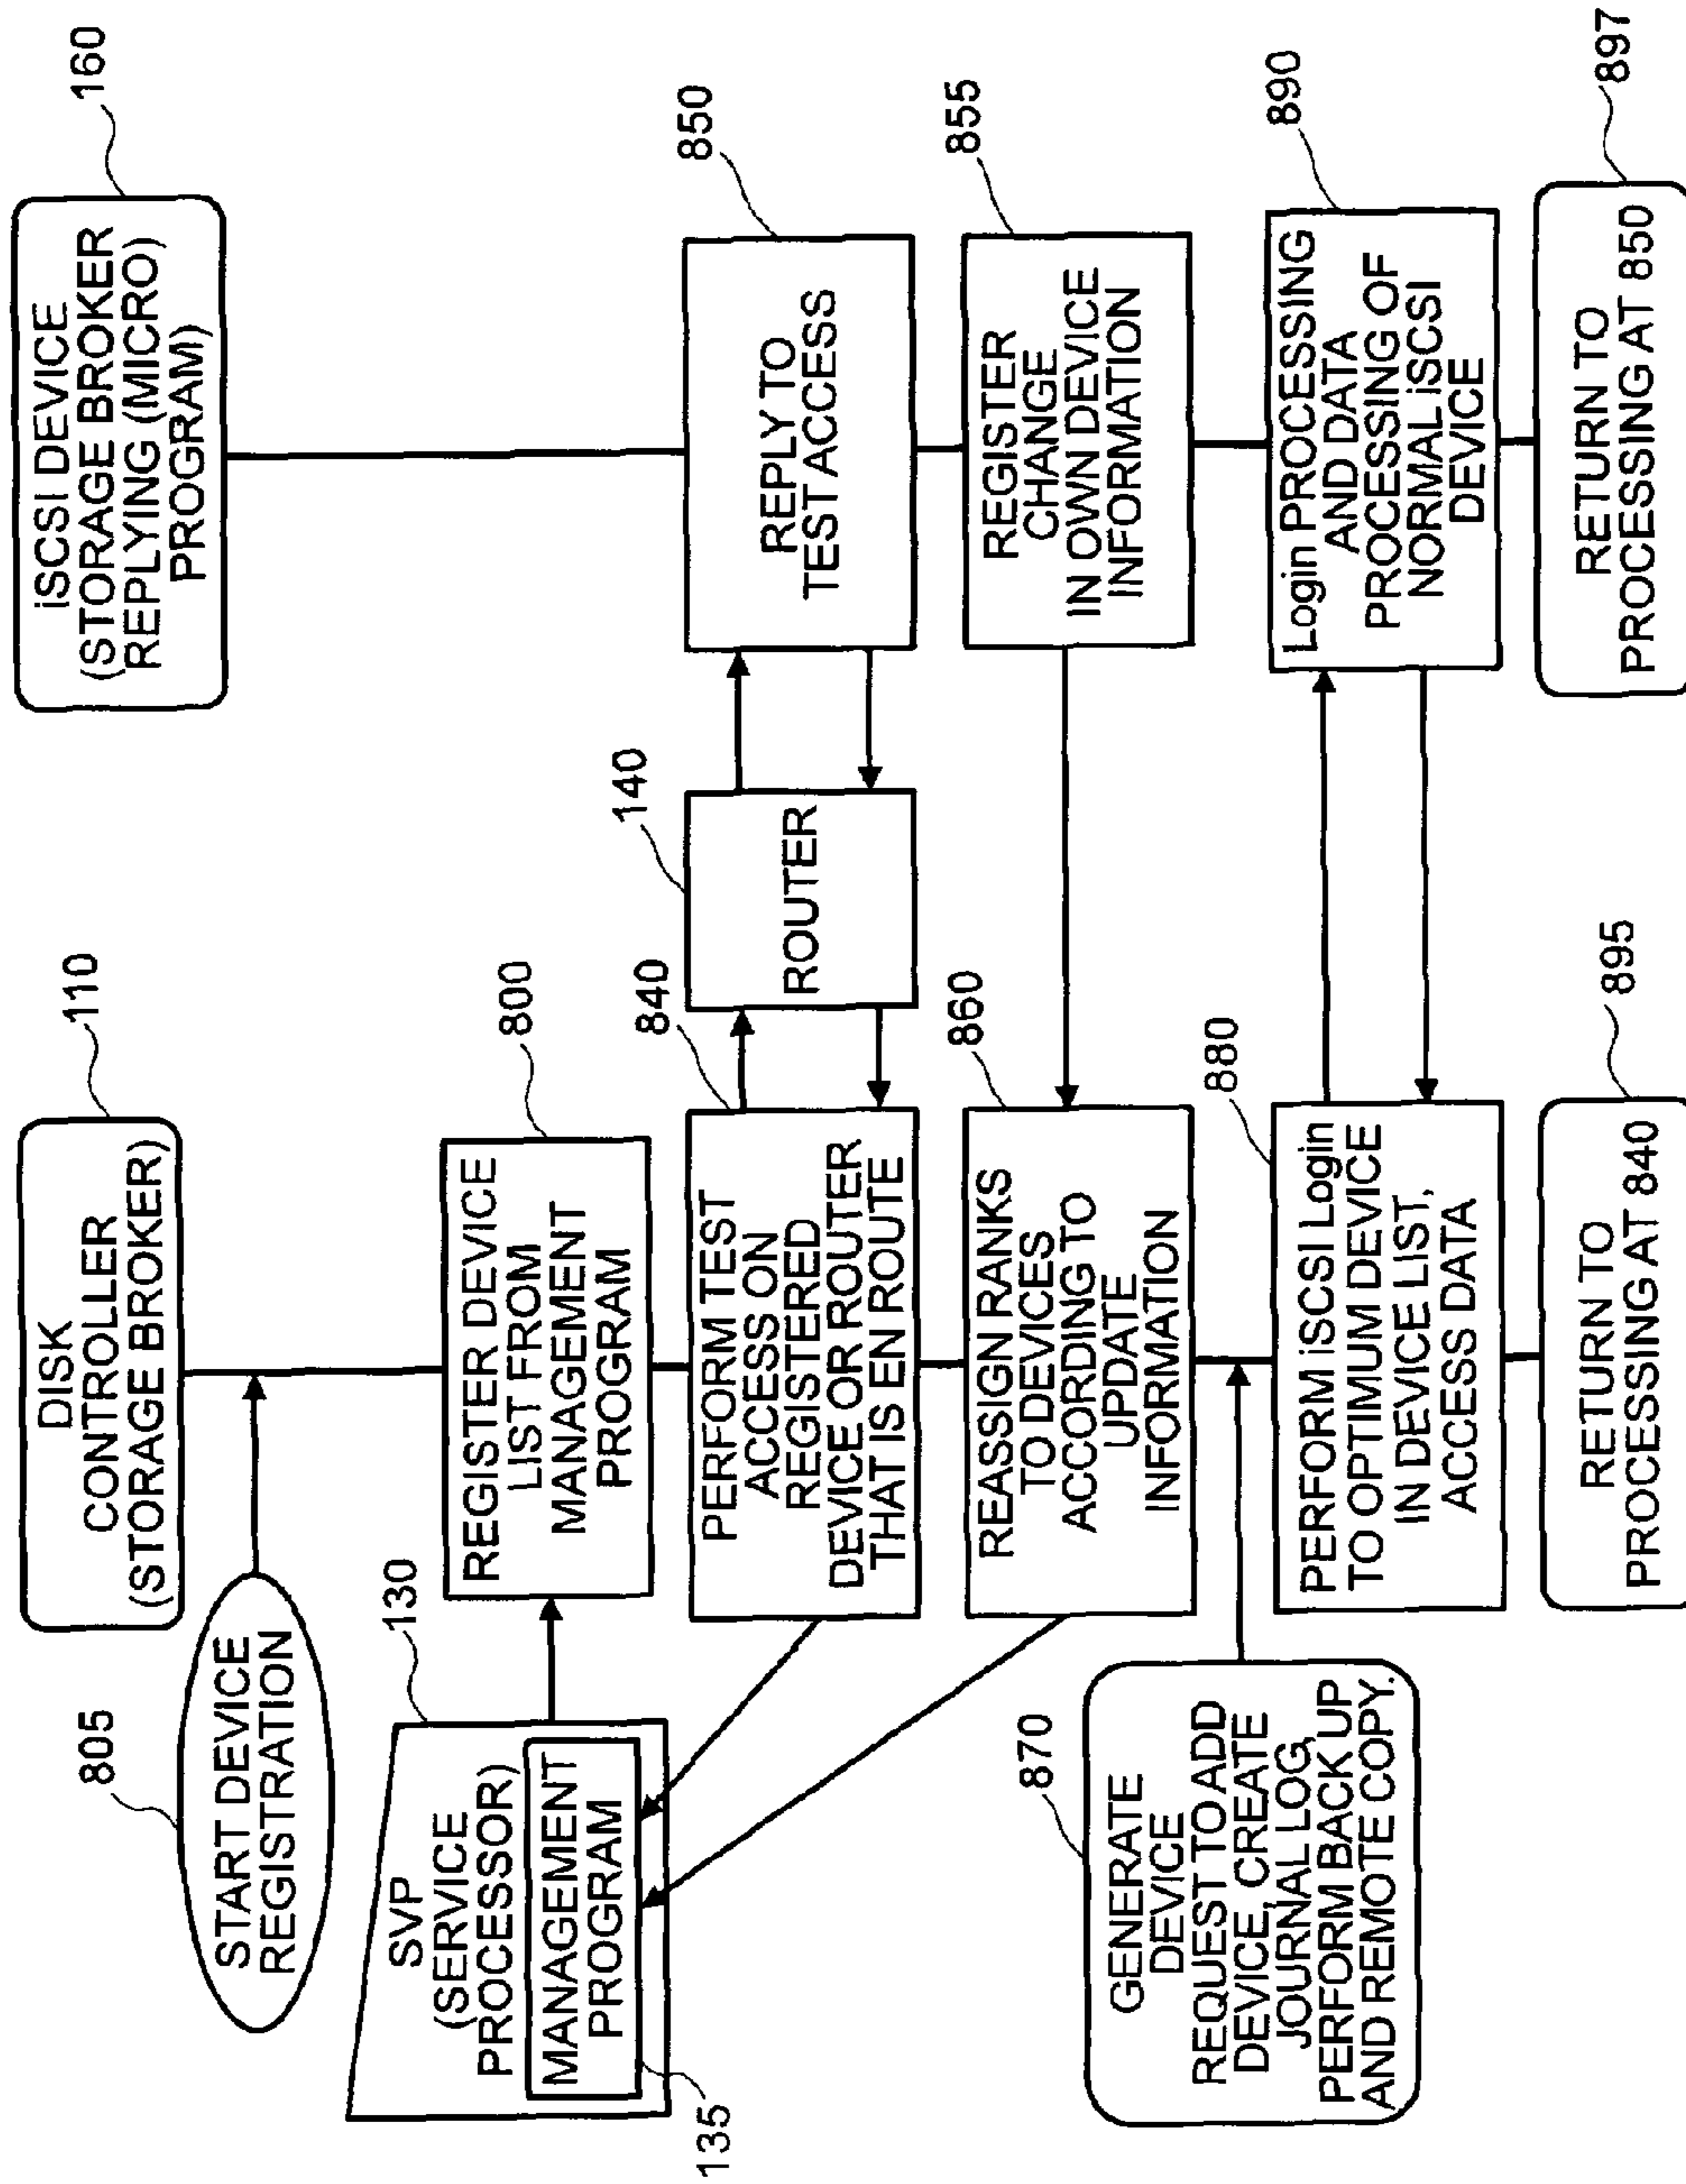 DISK
CONTROLLER
(STORAGE BROKER)
110
iSCSI DEVICE
(STORAGE BROKER
REPLYING (MICRO)
PROGRAM)
160
805
START DEVICE
REGISTRATION
SVP
(SERVICE
PROCESSOR)
130
MANAGEMENT
PROGRAM
135
REGISTER DEVICE
LIST FROM
MANAGEMENT
PROGRAM
800
PERFORM TEST
ACCESS ON
REGISTERED
DEVICE OR ROUTER
THAT IS EN ROUTE
840
ROUTER
140
REPLY TO
TEST ACCESS
850
REASSIGN RANKS
TO DEVICES
ACCORDING TO
UPDATE
INFORMATION
860
REGISTER
CHANGE
IN OWN DEVICE
INFORMATION
855
870
GENERATE
DEVICE
REQUEST TO ADD
DEVICE, CREATE
JOURNAL LOG,
PERFORM BACK UP
AND REMOTE COPY.
PERFORM iSCSI Login
TO OPTIMUM DEVICE
IN DEVICE LIST,
ACCESS DATA
880
Login PROCESSING
AND DATA
PROCESSING OF
NORMAL iSCSI
DEVICE
890
RETURN TO
PROCESSING AT 840
895
RETURN TO
PROCESSING AT 850
897